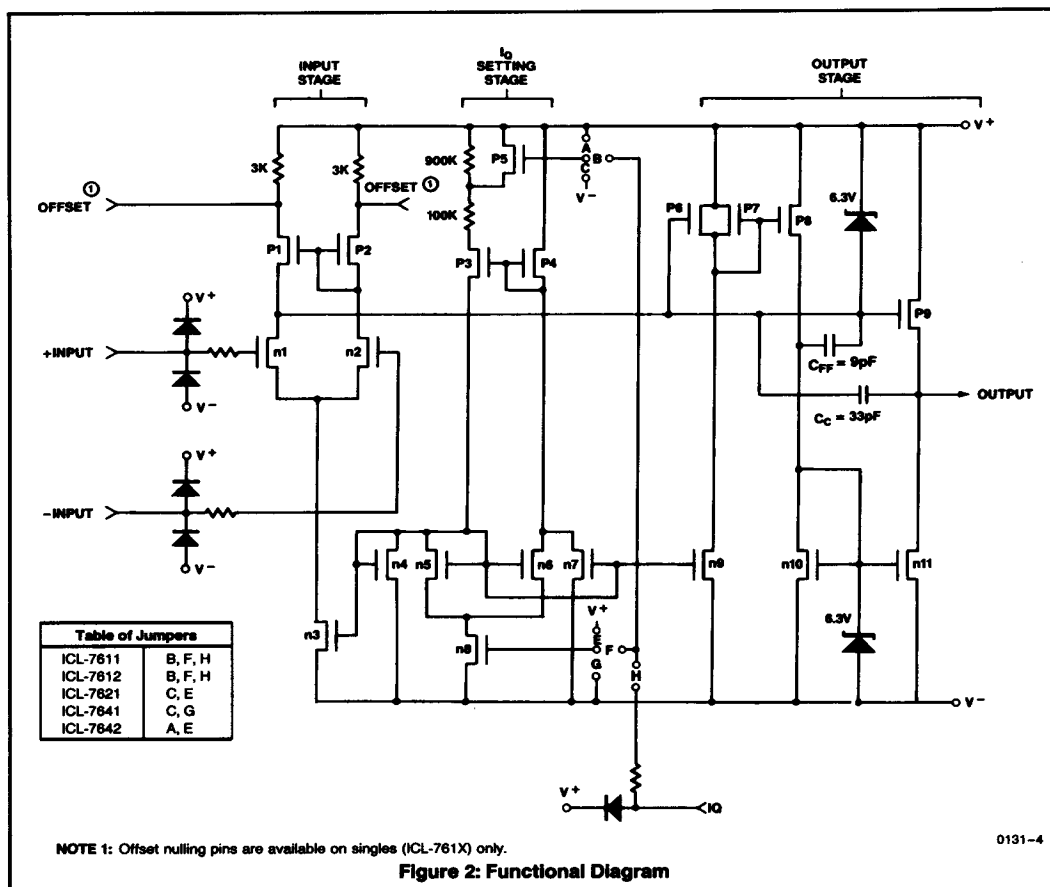 INPUT
STAGE
IQ
SETTING
STAGE
OUTPUT
STAGE
V+
3K
3K
OFFSET ①
OFFSET ①
900K
100K
P5
A
B
C
V−
P1
P2
P3
P4
P6
P7
P8
6.3V
P9
V+
+INPUT
V−
n1
n2
CFF = 9pF
CC = 33pF
OUTPUT
V+
−INPUT
V−
n4
n5
n6
n7
n9
n10
n11
n3
n8
V+
E
F
G
H
6.3V
V−
Table of Jumpers
ICL-7611 B, F, H
ICL-7612 B, F, H
ICL-7621 C, E
ICL-7641 C, G
ICL-7642 A, E
V+
IQ
NOTE 1: Offset nulling pins are available on singles (ICL-761X) only.
0131–4
Figure 2: Functional Diagram